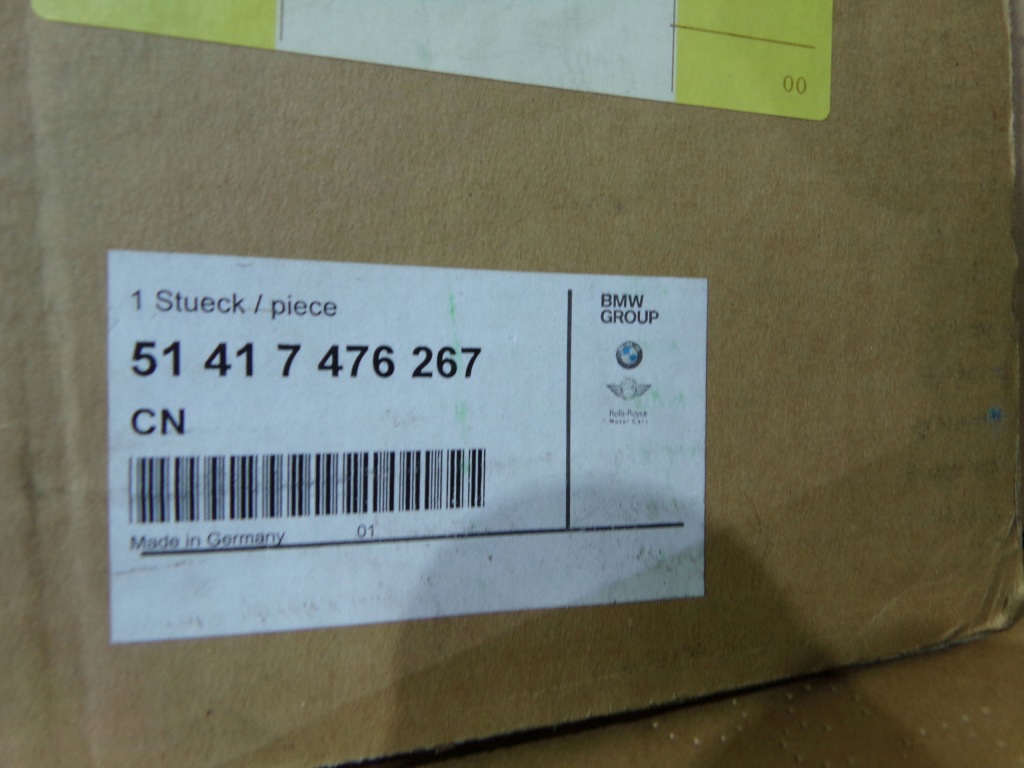 00
1 Stueck / piece
51 41 7 476 267
CN
Made in Germany 01
BMW
GROUP
Rolls-Royce
Motor Cars